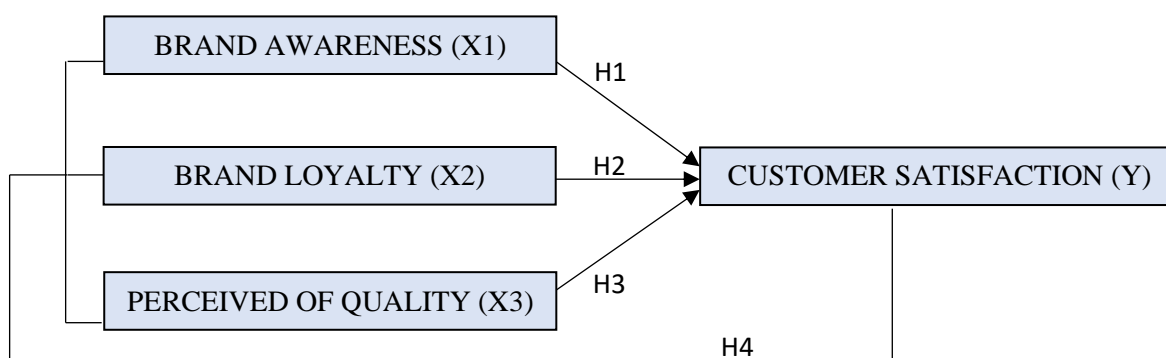 BRAND AWARENESS (X1)
H1
BRAND LOYALTY (X2)
H2
CUSTOMER SATISFACTION (Y)
PERCEIVED OF QUALITY (X3)
H3
H4